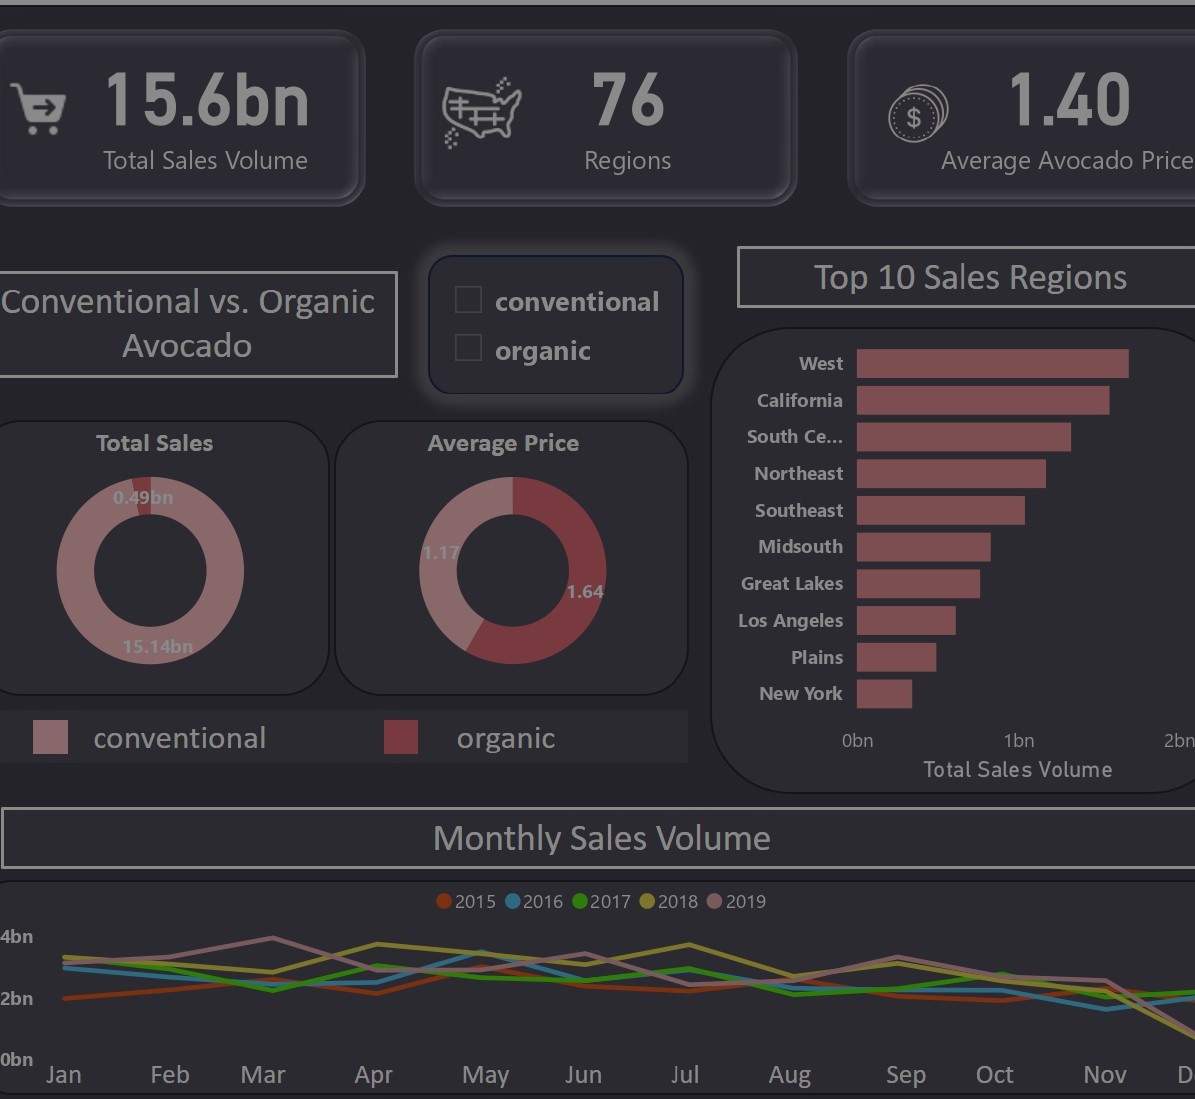 15.6bn
Total Sales Volume
76
Regions
1.40
Average Avocado Price
Conventional vs. Organic
Avocado
conventional
organic
Top 10 Sales Regions
Total Sales
0.49bn
15.14bn
Average Price
1.17
1.64
conventional
organic
West
California
South Ce...
Northeast
Southeast
Midsouth
Great Lakes
Los Angeles
Plains
New York
0bn 1bn 2bn
Total Sales Volume
Monthly Sales Volume
2015 2016 2017 2018 2019
4bn
2bn
0bn
Jan Feb Mar Apr May Jun Jul Aug Sep Oct Nov